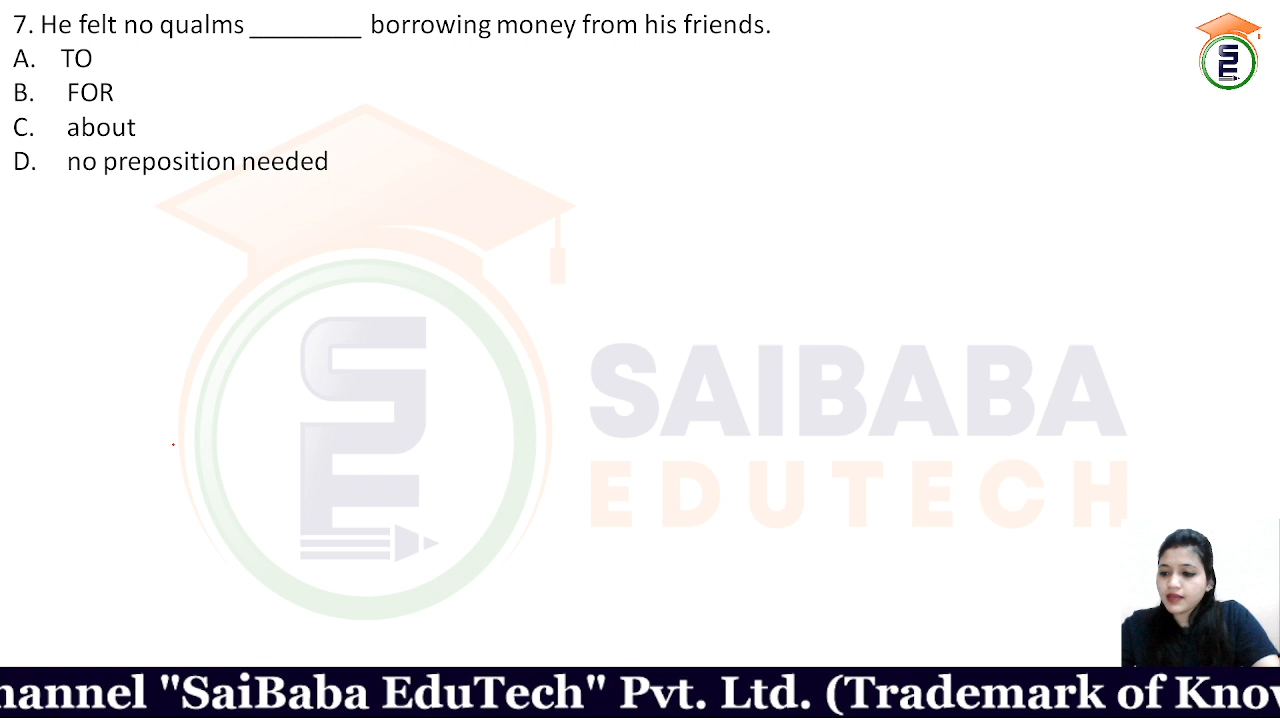 7. He felt no qualms ________ borrowing money from his friends.
A. TO
B. FOR
C. about
D. no preposition needed
SAIBABA
EDUTECH
hannel "SaiBaba EduTech" Pvt. Ltd. (Trademark of Know